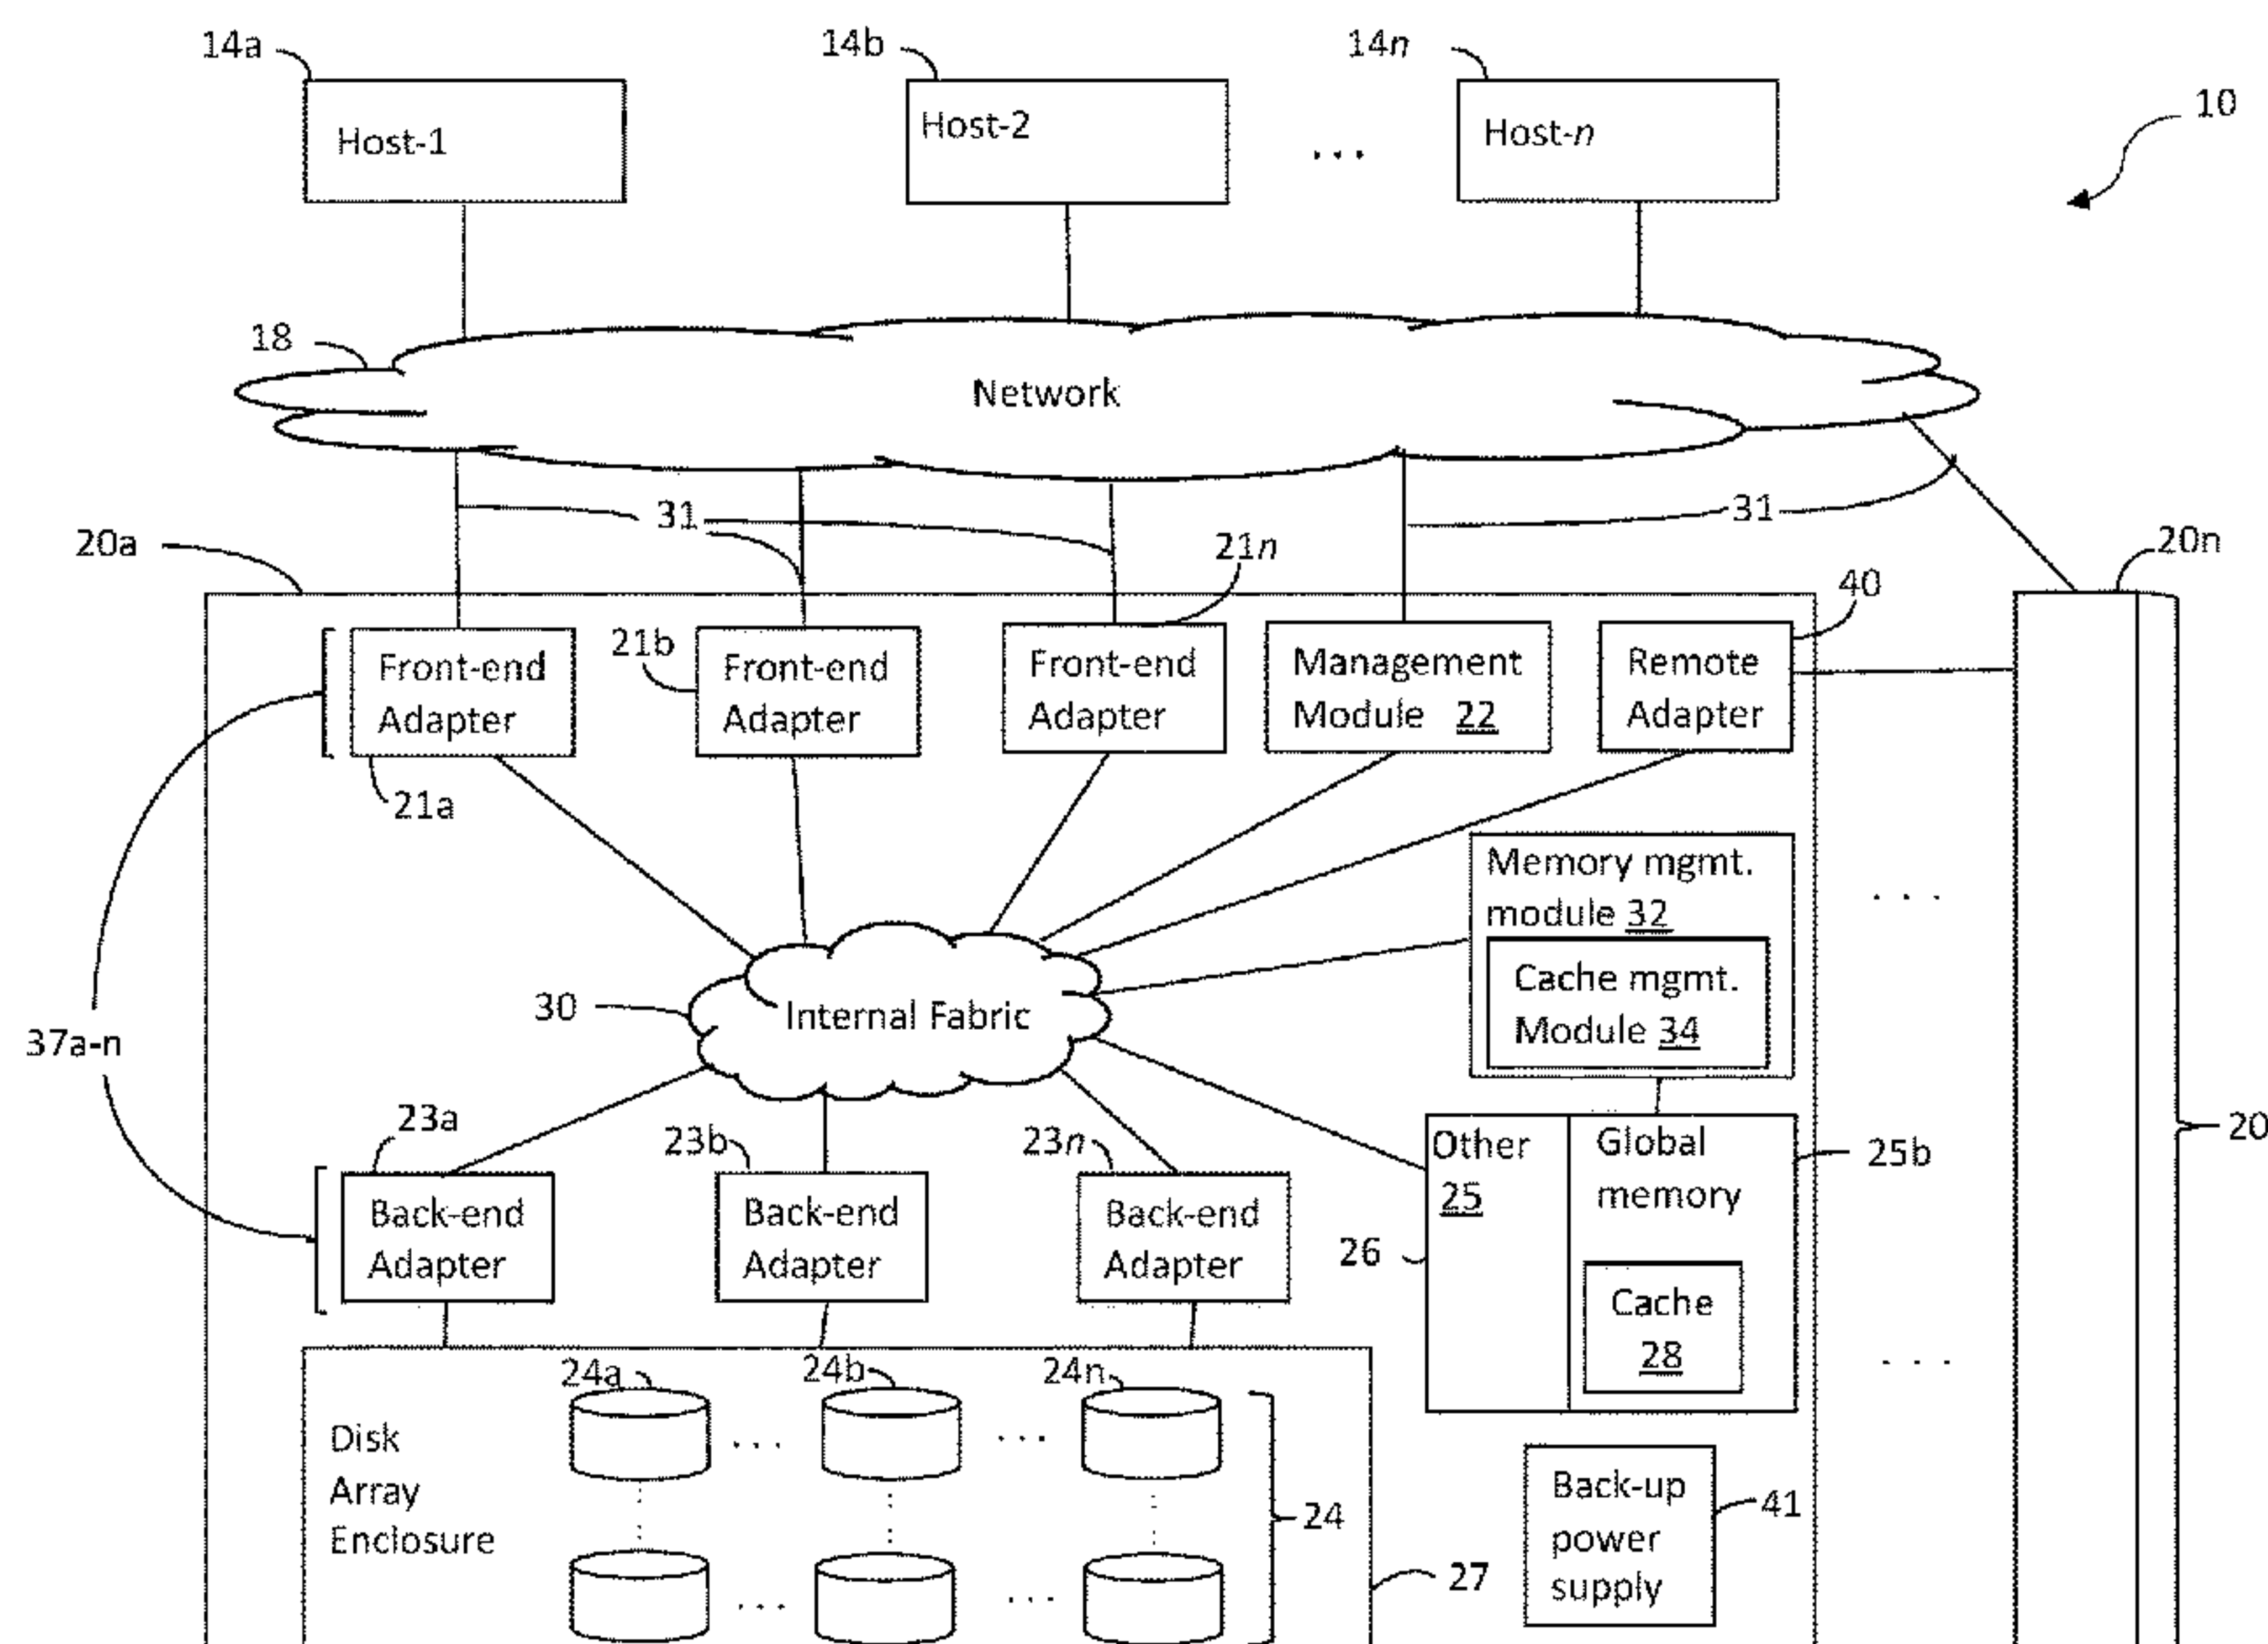 14a
14b
14n
10
Host-1
Host-2
...
Host-n
18
Network
31
31
20a
21n
20n
40
21b
Front-end
Adapter
Front-end
Adapter
Front-end
Adapter
Management
Module 22
Remote
Adapter
21a
Memory mgmt.
module 32
...
Cache mgmt.
Module 34
30
Internal Fabric
37a-n
23a
23b
23n
Other
25
Global
memory
25b
20
Back-end
Adapter
Back-end
Adapter
Back-end
Adapter
26
Cache
28
...
24a
24b
24n
Disk
Array
Enclosure
...
...
24
Back-up
power
supply
41
27
...
...